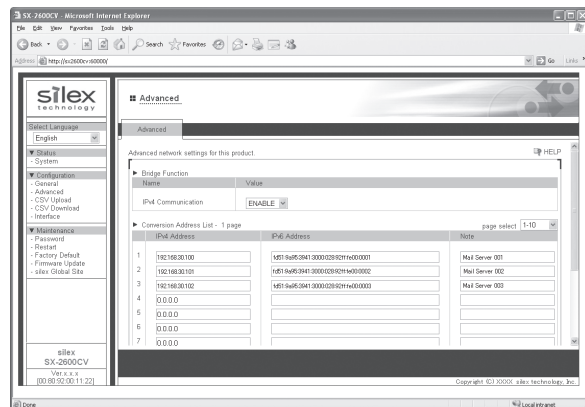 SX-2600CV - Microsoft Internet Explorer
File Edit View Favorites Tools Help
Back Search Favorites
Address http://sx2600cv:60000/ Go Links
silex
technology
Select Language
English
▼ Status
- System
▼ Configuration
- General
- Advanced
- CSV Upload
- CSV Download
- Interface
▼ Maintenance
- Password
- Restart
- Factory Default
- Firmware Update
- silex Global Site
silex
SX-2600CV
Ver.x.x.x
[00:80:92:00:11:22]
Advanced
Advanced
Advanced network settings for this product. HELP
► Bridge Function
Name Value
IPv4 Communication ENABLE
► Conversion Address List - 1 page page select 1-10
IPv4 Address IPv6 Address Note
1 192.168.30.100 fd51:9a95:3941:3000:0280:92ff:fe00:0001 Mail Server 001
2 192.168.30.101 fd51:9a95:3941:3000:0280:92ff:fe00:0002 Mail Server 002
3 192.168.30.102 fd51:9a95:3941:3000:0280:92ff:fe00:0003 Mail Server 003
4 0.0.0.0
5 0.0.0.0
6 0.0.0.0
7 0.0.0.0
Copyright (C) XXXX silex technology, Inc.
Done Local intranet